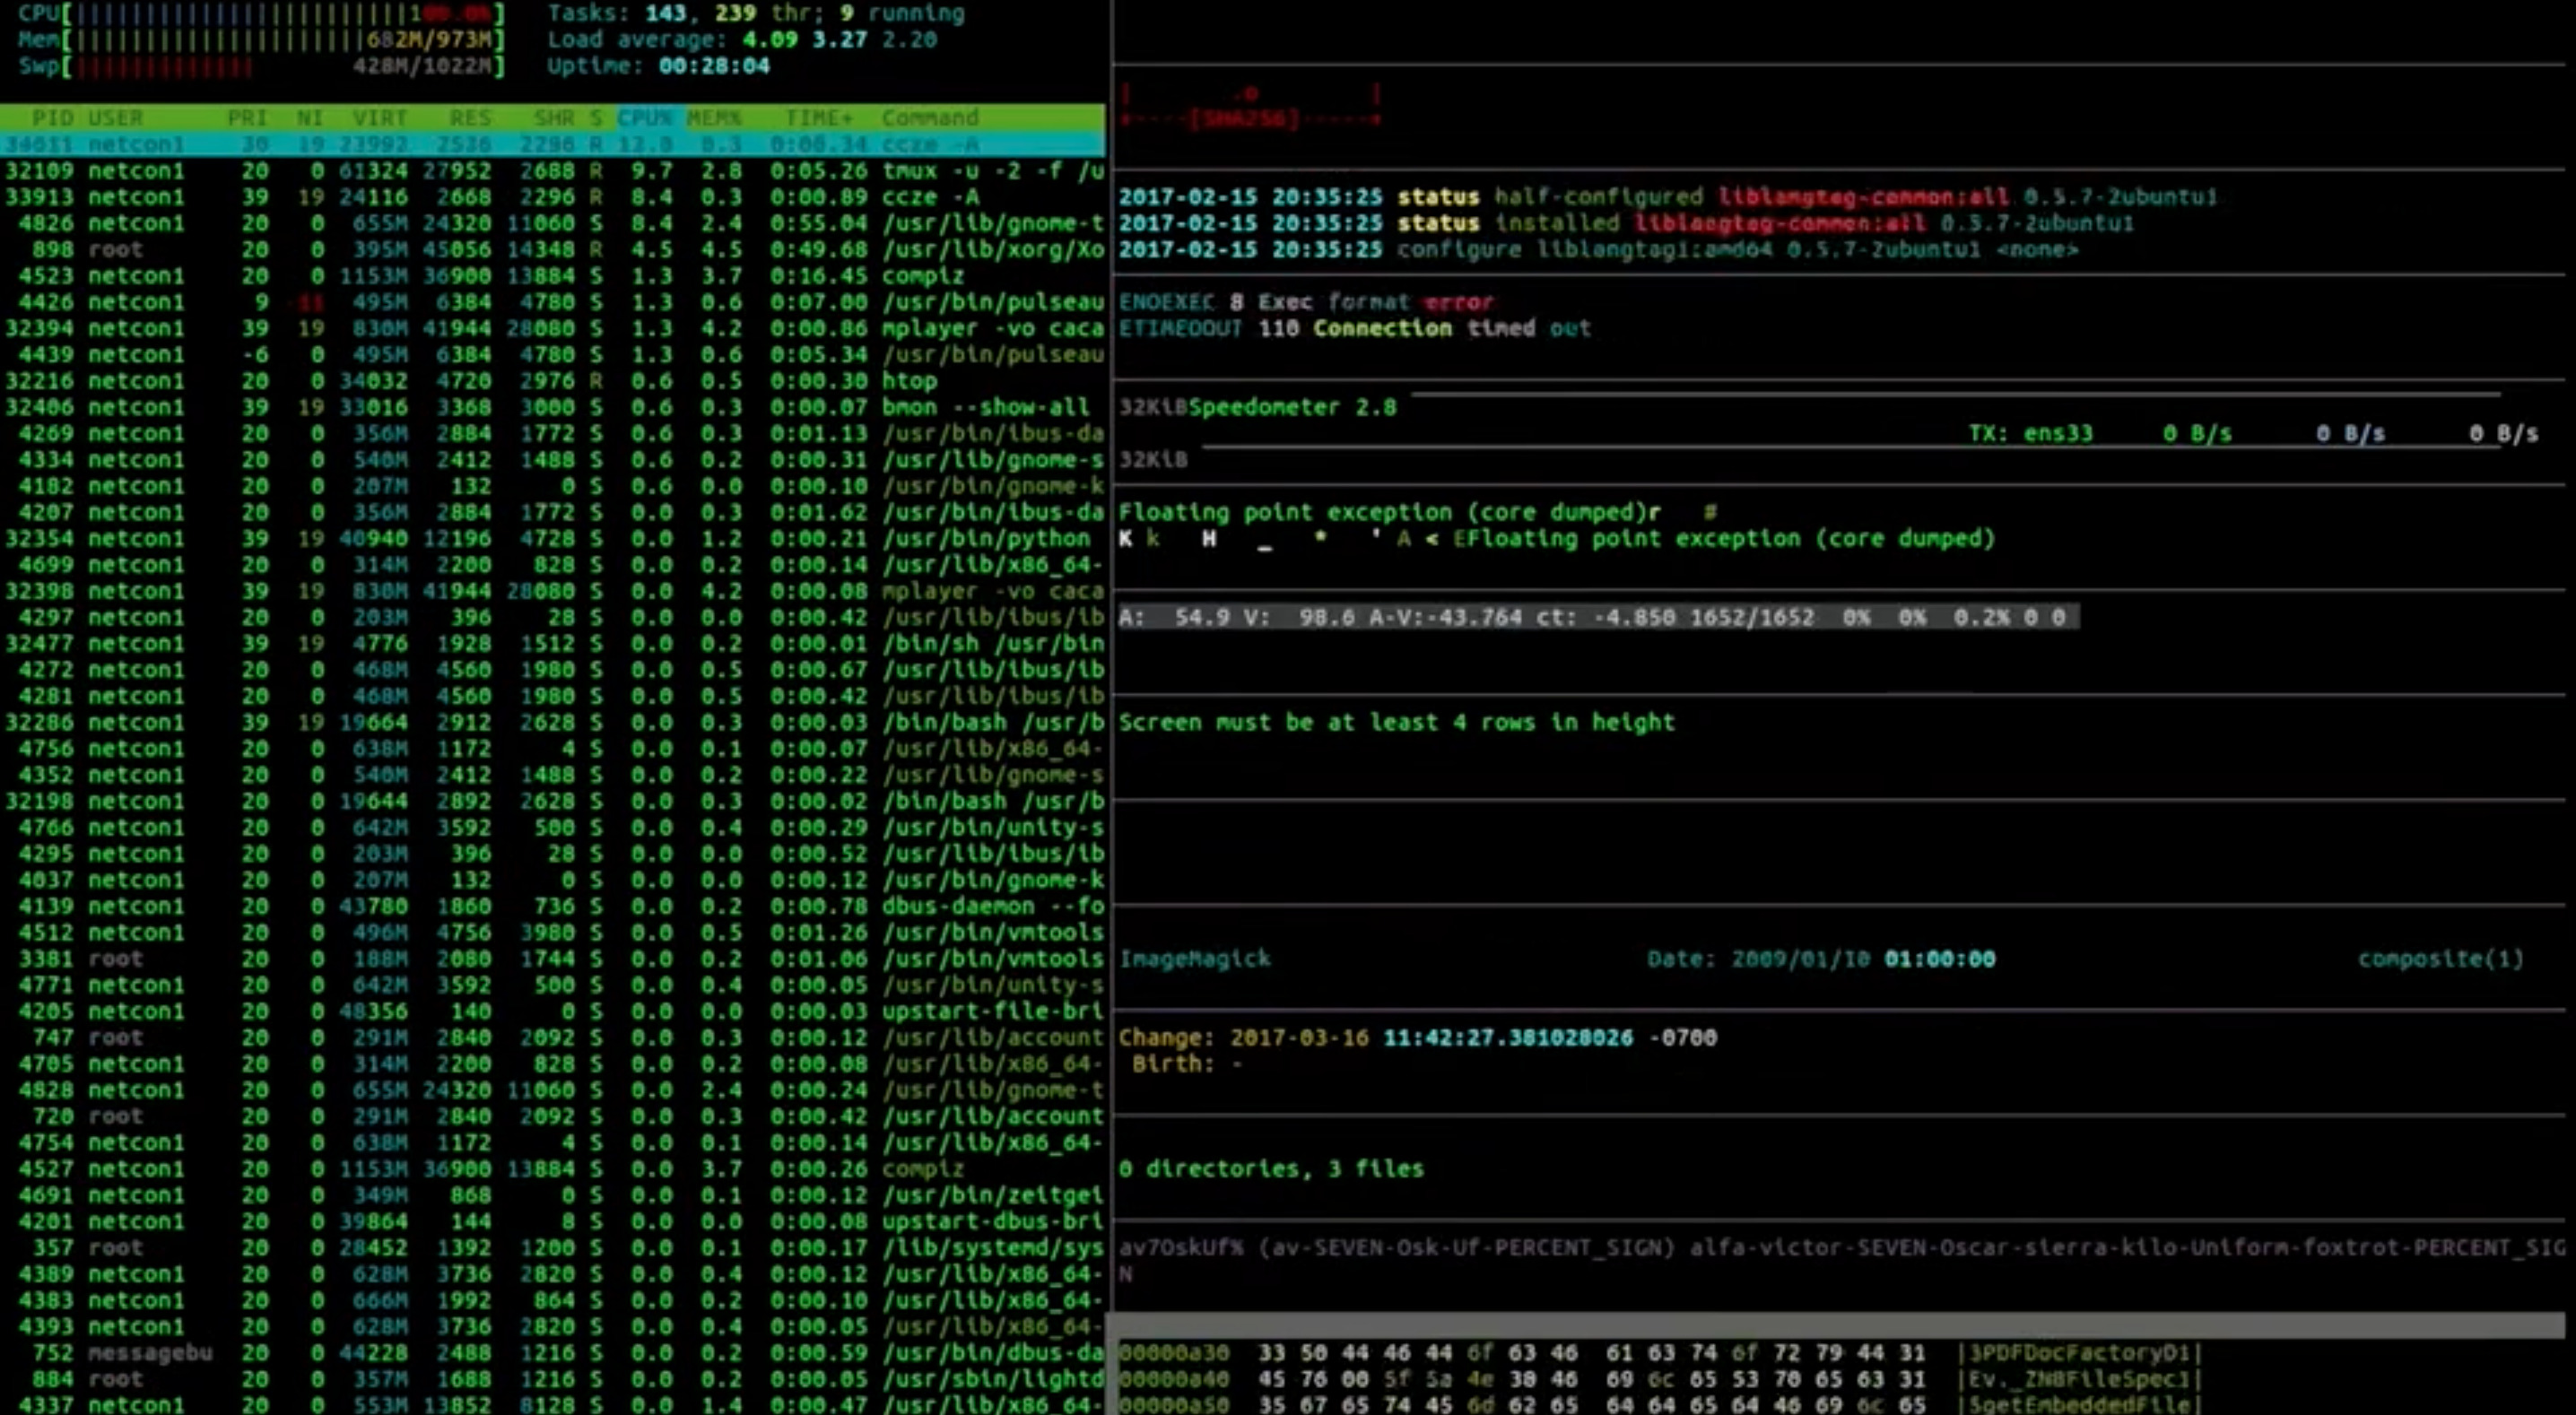 CPU[ 100.0%] Tasks: 143, 239 thr; 9 running
Mem[ 682M/973M] Load average: 4.09 3.27 2.20
Swp[ 428M/1022M] Uptime: 00:28:04
PID USER PRI NI VIRT RES SHR S CPU% MEM% TIME+ Command
34011 netcon1 30 19 23992 2536 2296 R 12.0 0.3 0:00.34 ccze -A
32109 netcon1 20 0 61324 27952 2688 R 9.7 2.8 0:05.26 tmux -u -2 -f /u
33913 netcon1 39 19 24116 2668 2296 R 8.4 0.3 0:00.89 ccze -A
4826 netcon1 20 0 655M 24320 11060 S 8.4 2.4 0:55.04 /usr/lib/gnome-t
898 root 20 0 395M 45056 14348 R 4.5 4.5 0:49.68 /usr/lib/xorg/Xo
4523 netcon1 20 0 1153M 36900 13884 S 1.3 3.7 0:16.45 compiz
4426 netcon1 9 -11 495M 6384 4780 S 1.3 0.6 0:07.00 /usr/bin/pulseau
32394 netcon1 39 19 830M 41944 28080 S 1.3 4.2 0:00.86 mplayer -vo caca
4439 netcon1 -6 0 495M 6384 4780 S 1.3 0.6 0:05.34 /usr/bin/pulseau
32216 netcon1 20 0 34032 4720 2976 R 0.6 0.5 0:00.30 htop
32406 netcon1 39 19 33016 3368 3000 S 0.6 0.3 0:00.07 bmon --show-all
4269 netcon1 20 0 356M 2884 1772 S 0.6 0.3 0:01.13 /usr/bin/ibus-da
4334 netcon1 20 0 540M 2412 1488 S 0.6 0.2 0:00.31 /usr/lib/gnome-s
4182 netcon1 20 0 207M 132 0 S 0.6 0.0 0:00.10 /usr/bin/gnome-k
4207 netcon1 20 0 356M 2884 1772 S 0.0 0.3 0:01.62 /usr/bin/ibus-da
32354 netcon1 39 19 40940 12196 4728 S 0.0 1.2 0:00.21 /usr/bin/python
4699 netcon1 20 0 314M 2200 828 S 0.0 0.2 0:00.14 /usr/lib/x86_64-
32398 netcon1 39 19 830M 41944 28080 S 0.0 4.2 0:00.08 mplayer -vo caca
4297 netcon1 20 0 203M 396 28 S 0.0 0.0 0:00.42 /usr/lib/ibus/ib
32477 netcon1 39 19 4776 1928 1512 S 0.0 0.2 0:00.01 /bin/sh /usr/bin
4272 netcon1 20 0 468M 4560 1980 S 0.0 0.5 0:00.67 /usr/lib/ibus/ib
4281 netcon1 20 0 468M 4560 1980 S 0.0 0.5 0:00.42 /usr/lib/ibus/ib
32286 netcon1 39 19 19664 2912 2628 S 0.0 0.3 0:00.03 /bin/bash /usr/b
4756 netcon1 20 0 638M 1172 4 S 0.0 0.1 0:00.07 /usr/lib/x86_64-
4352 netcon1 20 0 540M 2412 1488 S 0.0 0.2 0:00.22 /usr/lib/gnome-s
32198 netcon1 20 0 19644 2892 2628 S 0.0 0.3 0:00.02 /bin/bash /usr/b
4766 netcon1 20 0 642M 3592 500 S 0.0 0.4 0:00.29 /usr/bin/unity-s
4295 netcon1 20 0 203M 396 28 S 0.0 0.0 0:00.52 /usr/lib/ibus/ib
4037 netcon1 20 0 207M 132 0 S 0.0 0.0 0:00.12 /usr/bin/gnome-k
4139 netcon1 20 0 43780 1860 736 S 0.0 0.2 0:00.78 dbus-daemon --fo
4512 netcon1 20 0 496M 4756 3980 S 0.0 0.5 0:01.26 /usr/bin/vmtools
3381 root 20 0 188M 2080 1744 S 0.0 0.2 0:01.06 /usr/bin/vmtools
4771 netcon1 20 0 642M 3592 500 S 0.0 0.4 0:00.05 /usr/bin/unity-s
4205 netcon1 20 0 48356 140 0 S 0.0 0.0 0:00.03 upstart-file-bri
747 root 20 0 291M 2840 2092 S 0.0 0.3 0:00.12 /usr/lib/account
4705 netcon1 20 0 314M 2200 828 S 0.0 0.2 0:00.08 /usr/lib/x86_64-
4828 netcon1 20 0 655M 24320 11060 S 0.0 2.4 0:00.24 /usr/lib/gnome-t
720 root 20 0 291M 2840 2092 S 0.0 0.3 0:00.42 /usr/lib/account
4754 netcon1 20 0 638M 1172 4 S 0.0 0.1 0:00.14 /usr/lib/x86_64-
4527 netcon1 20 0 1153M 36900 13884 S 0.0 3.7 0:00.26 compiz
4691 netcon1 20 0 349M 868 0 S 0.0 0.1 0:00.12 /usr/bin/zeitgei
4201 netcon1 20 0 39864 144 8 S 0.0 0.0 0:00.08 upstart-dbus-bri
357 root 20 0 28452 1392 1200 S 0.0 0.1 0:00.17 /lib/systemd/sys
4389 netcon1 20 0 628M 3736 2820 S 0.0 0.4 0:00.12 /usr/lib/x86_64-
4383 netcon1 20 0 666M 1992 864 S 0.0 0.2 0:00.10 /usr/lib/x86_64-
4393 netcon1 20 0 628M 3736 2820 S 0.0 0.4 0:00.05 /usr/lib/x86_64-
752 messagebu 20 0 44228 2488 1216 S 0.0 0.2 0:00.59 /usr/bin/dbus-da
884 root 20 0 357M 1688 1216 S 0.0 0.2 0:00.05 /usr/sbin/lightd
4337 netcon1 20 0 553M 13852 8128 S 0.0 1.4 0:00.47 /usr/lib/x86_64-
| .o |
+----[SHA256]-----+
2017-02-15 20:35:25 status half-configured liblangtag-common:all 0.5.7-2ubuntu1
2017-02-15 20:35:25 status installed liblangtag-common:all 0.5.7-2ubuntu1
2017-02-15 20:35:25 configure liblangtag1:amd64 0.5.7-2ubuntu1 <none>
ENOEXEC 8 Exec format error
ETIMEDOUT 110 Connection timed out
32KiBSpeedometer 2.8
TX: ens33 0 B/s 0 B/s 0 B/s
32KiB
Floating point exception (core dumped)r #
K k H _ * ' A < EFloating point exception (core dumped)
A: 54.9 V: 98.6 A-V:-43.764 ct: -4.850 1652/1652 0% 0% 0.2% 0 0
Screen must be at least 4 rows in height
ImageMagick Date: 2009/01/10 01:00:00 composite(1)
Change: 2017-03-16 11:42:27.381028026 -0700
Birth: -
0 directories, 3 files
av7OskUf% (av-SEVEN-Osk-Uf-PERCENT_SIGN) alfa-victor-SEVEN-Oscar-sierra-kilo-Uniform-foxtrot-PERCENT_SIG
N
00000a30 33 50 44 46 44 6f 63 46 61 63 74 6f 72 79 44 31 |3PDFDocFactoryD1|
00000a40 45 76 00 5f 5a 4e 38 46 69 6c 65 53 70 65 63 31 |Ev._ZN8FileSpec1|
00000a50 35 67 65 74 45 6d 62 65 64 64 65 64 46 69 6c 65 |5getEmbeddedFile|